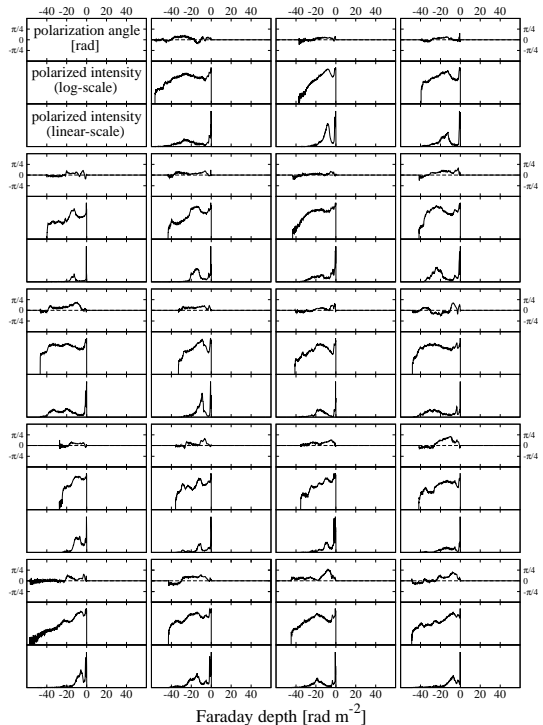 -40 -20 0 20 40 -40 -20 0 20 40 -40 -20 0 20 40 -40 -20 0 20 40
polarization angle
[rad]
π/4
0
-π/4
polarized intensity
(log-scale)
polarized intensity
(linear-scale)
π/4
0
-π/4
π/4
0
-π/4
π/4
0
-π/4
π/4
0
-π/4
π/4
0
-π/4
π/4
0
-π/4
π/4
0
-π/4
π/4
0
-π/4
π/4
0
-π/4
-40 -20 0 20 40 -40 -20 0 20 40 -40 -20 0 20 40 -40 -20 0 20 40
Faraday depth [rad m⁻²]